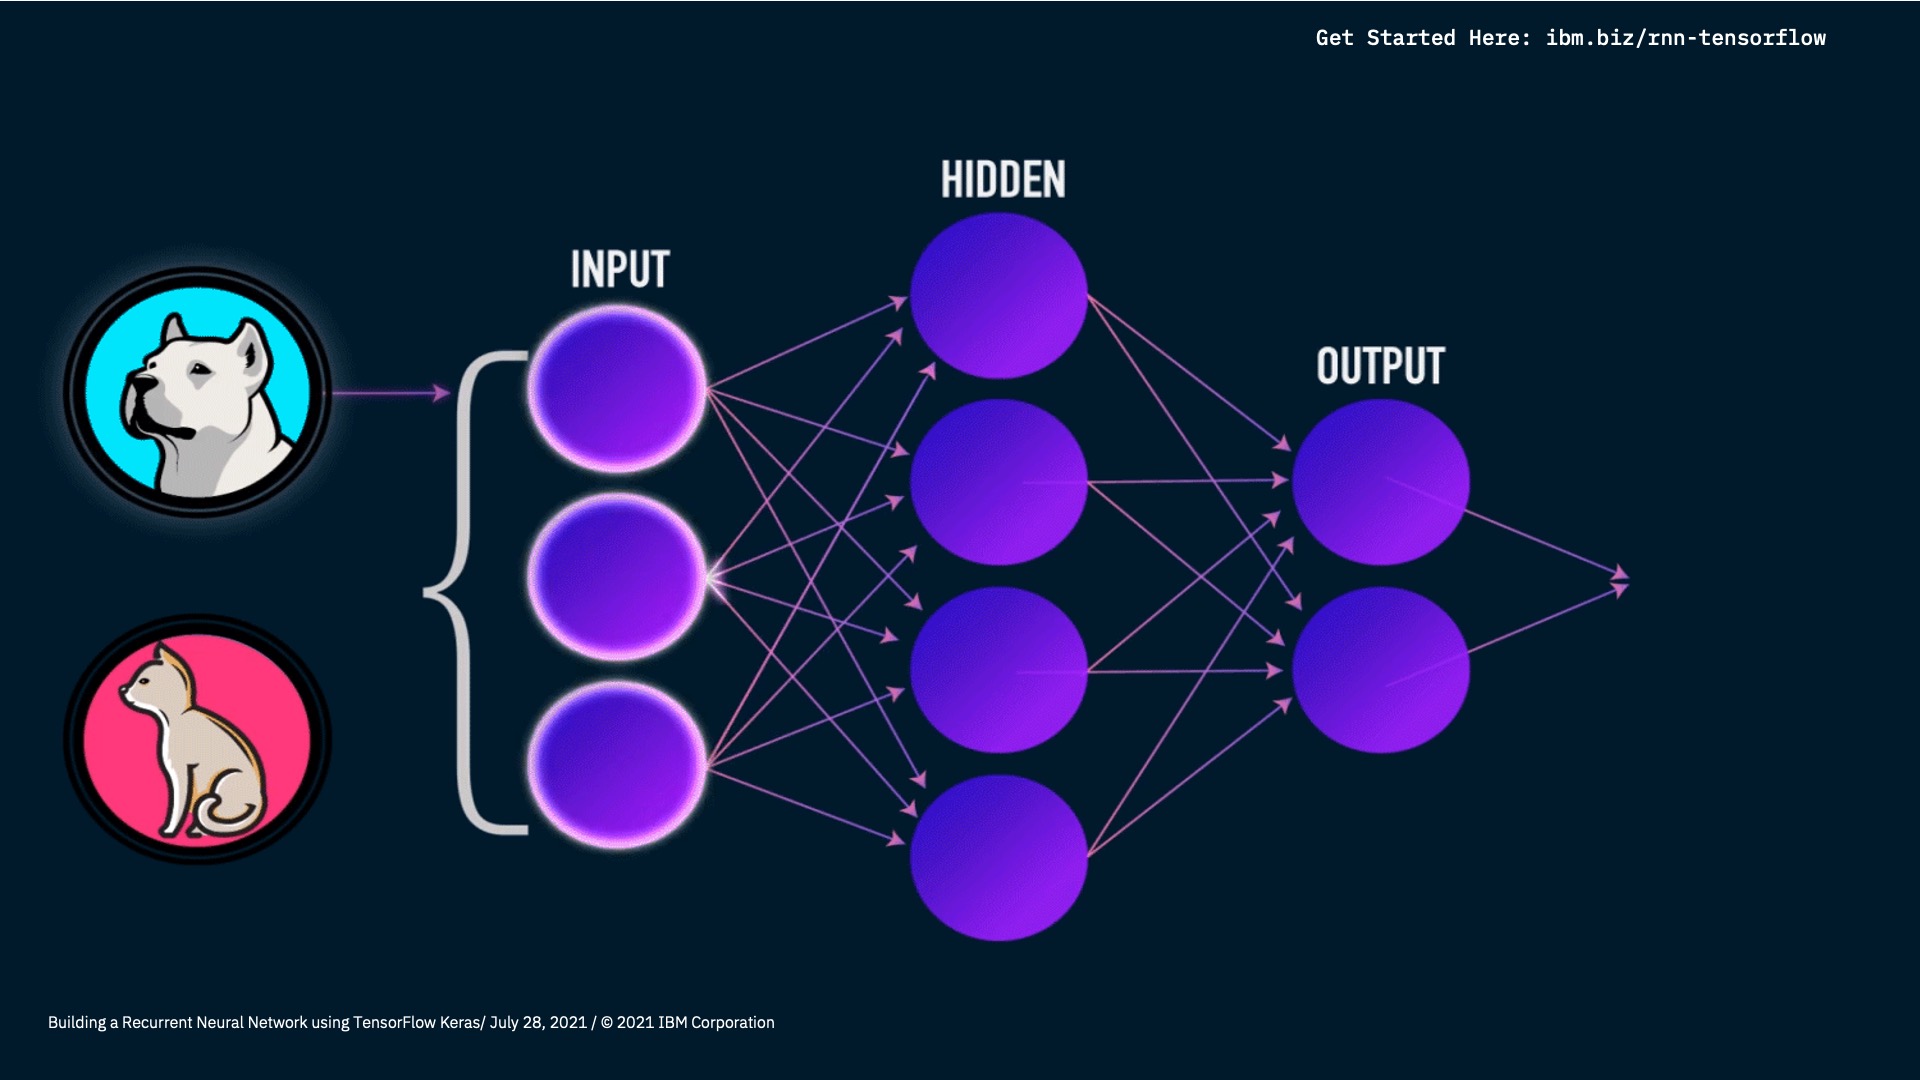 Get Started Here: ibm.biz/rnn-tensorflow
HIDDEN
INPUT
OUTPUT
Building a Recurrent Neural Network using TensorFlow Keras/ July 28, 2021 / © 2021 IBM Corporation